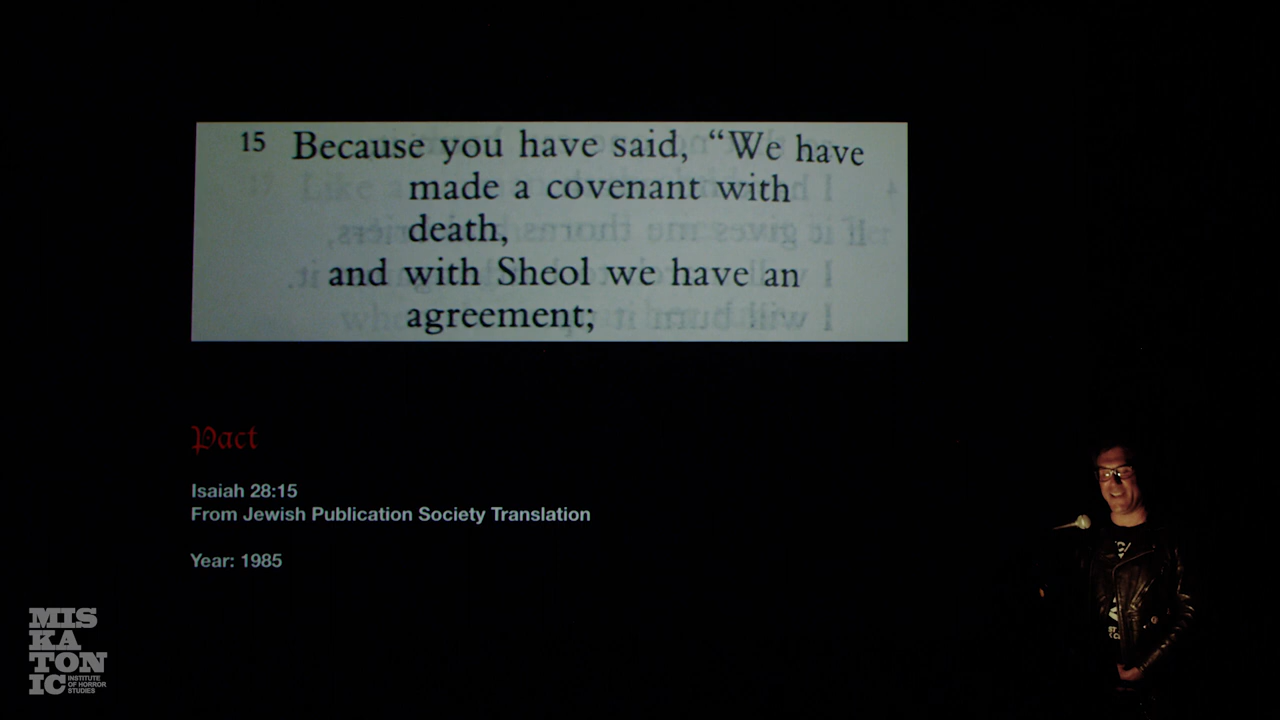 15 Because you have said, “We have
made a covenant with
death,
and with Sheol we have an
agreement;
Pact
Isaiah 28:15
From Jewish Publication Society Translation
Year: 1985
MIS
KA
TON
IC INSTITUTE
OF HORROR
STUDIES